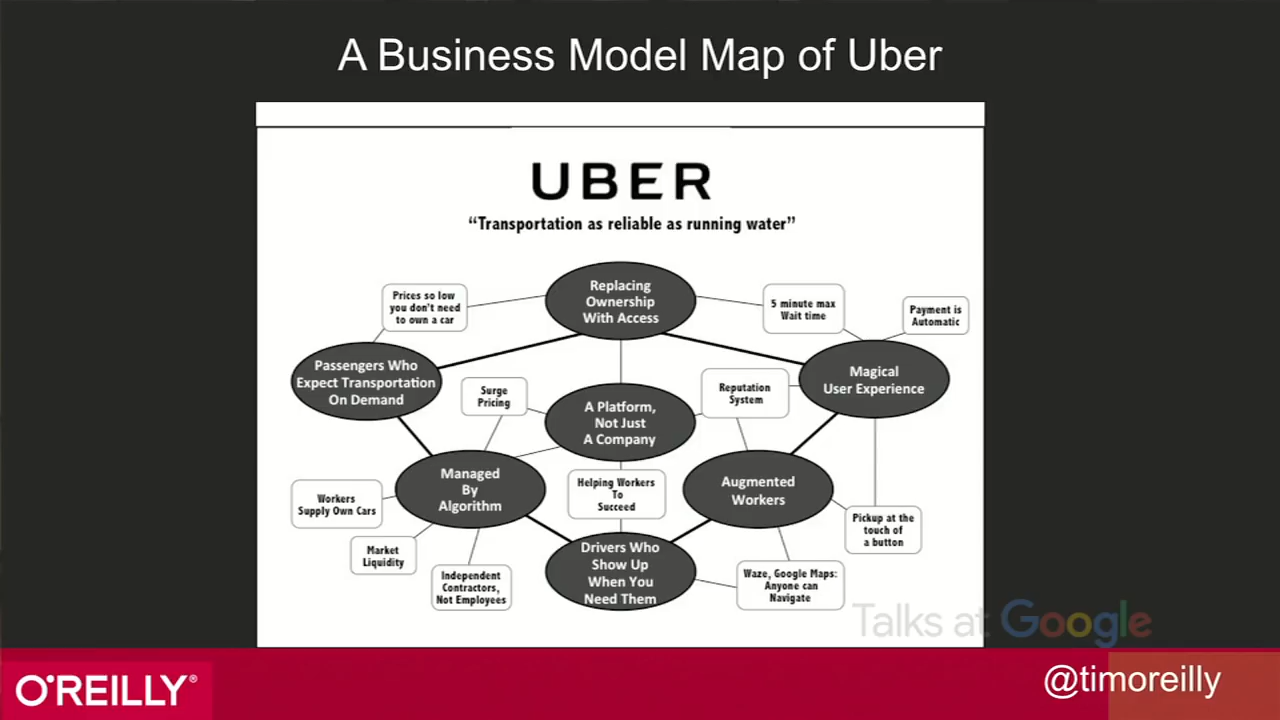 A Business Model Map of Uber
UBER
“Transportation as reliable as running water”
Replacing
Ownership
With Access
Prices so low
you don't need
to own a car
5 minute max
Wait time
Payment is
Automatic
Passengers Who
Expect Transportation
On Demand
Magical
User Experience
Surge
Pricing
A Platform,
Not Just
A Company
Reputation
System
Managed
By
Algorithm
Helping Workers
To
Succeed
Augmented
Workers
Workers
Supply Own Cars
Market
Liquidity
Independent
Contractors,
Not Employees
Drivers Who
Show Up
When You
Need Them
Waze, Google Maps:
Anyone can
Navigate
Pickup at the
touch of
a button
Talks at Google
O'REILLY®
@timoreilly